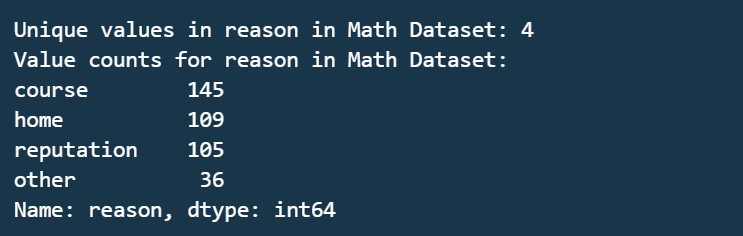 Unique values in reason in Math Dataset: 4
Value counts for reason in Math Dataset:
course        145
home          109
reputation    105
other          36
Name: reason, dtype: int64